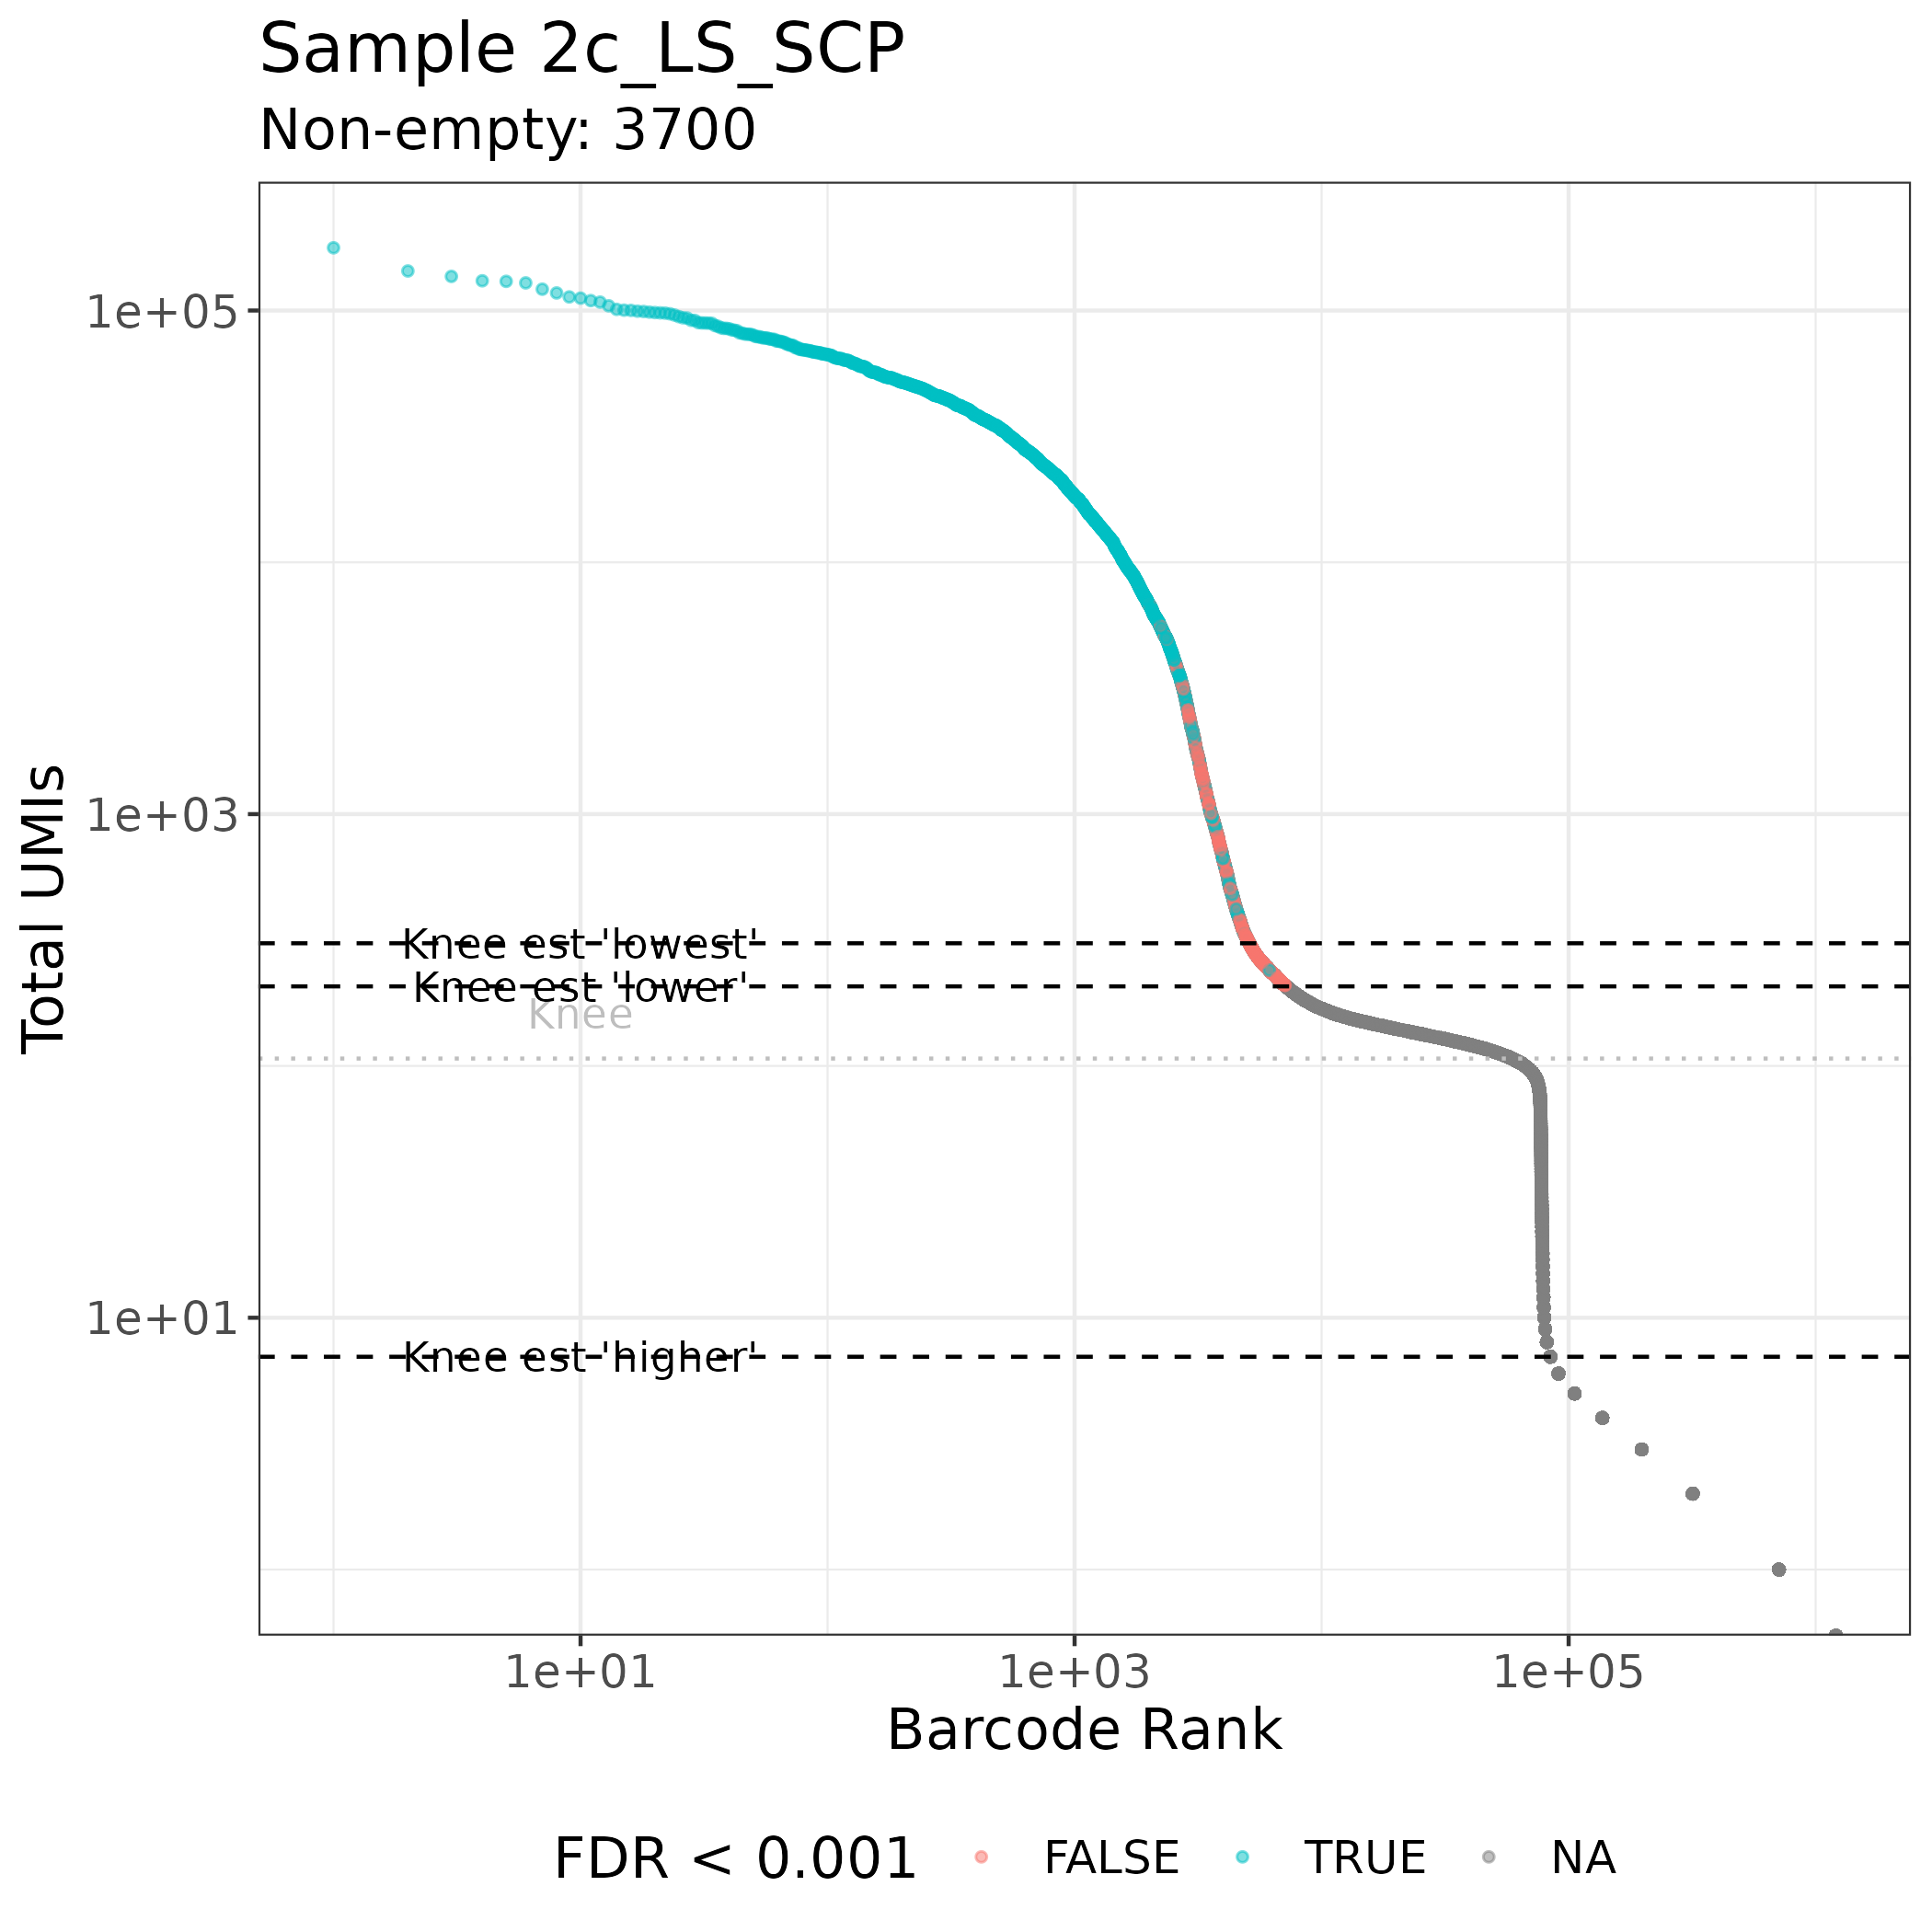 Sample 2c_LS_SCP
Non-empty: 3700
Total UMIs
1e+05
1e+03
1e+01
Knee est 'lowest'
Knee est 'lower'
Knee
Knee est 'higher'
1e+01
1e+03
1e+05
Barcode Rank
FDR < 0.001 FALSE TRUE NA